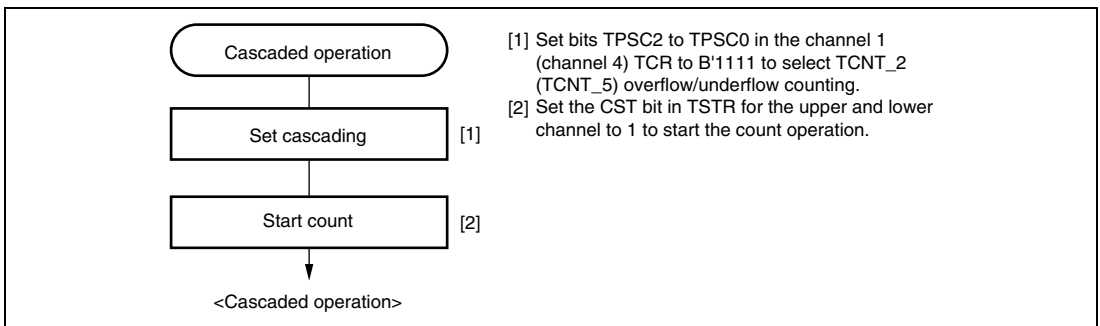 Cascaded operation
Set cascading
[1]
Start count
[2]
<Cascaded operation>
[1] Set bits TPSC2 to TPSC0 in the channel 1
(channel 4) TCR to B'1111 to select TCNT_2
(TCNT_5) overflow/underflow counting.
[2] Set the CST bit in TSTR for the upper and lower
channel to 1 to start the count operation.